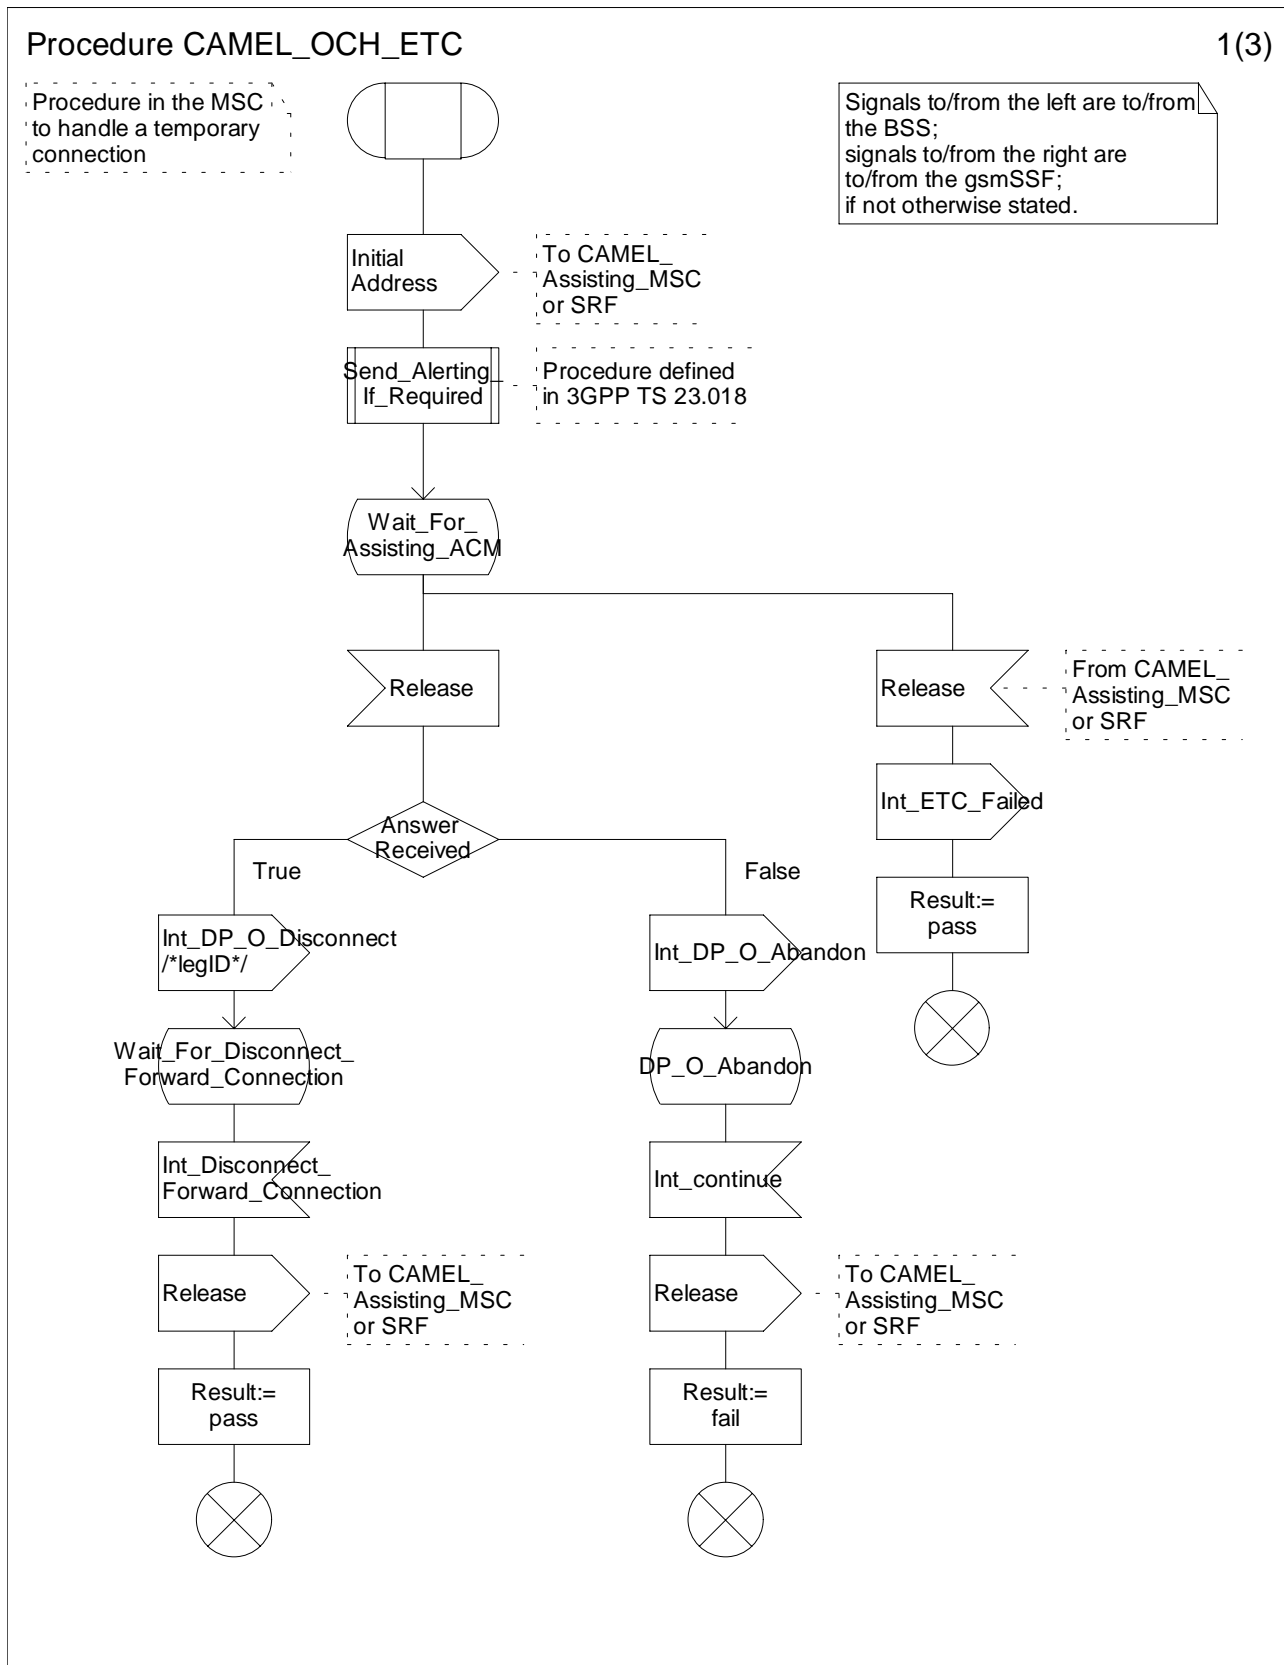 Procedure CAMEL_OCH_ETC
1(3)
Procedure in the MSC
to handle a temporary
connection
Signals to/from the left are to/from
the BSS;
signals to/from the right are
to/from the gsmSSF;
if not otherwise stated.
Initial
Address
To CAMEL_
Assisting_MSC
or SRF
Send_Alerting_
If_Required
Procedure defined
in 3GPP TS 23.018
Wait_For_
Assisting_ACM
Release
Release
From CAMEL_
Assisting_MSC
or SRF
Int_ETC_Failed
Answer
Received
True
False
Result:=
pass
Int_DP_O_Disconnect
/*legID*/
Int_DP_O_Abandon
Wait_For_Disconnect_
Forward_Connection
DP_O_Abandon
Int_Disconnect_
Forward_Connection
Int_continue
Release
To CAMEL_
Assisting_MSC
or SRF
Release
To CAMEL_
Assisting_MSC
or SRF
Result:=
pass
Result:=
fail